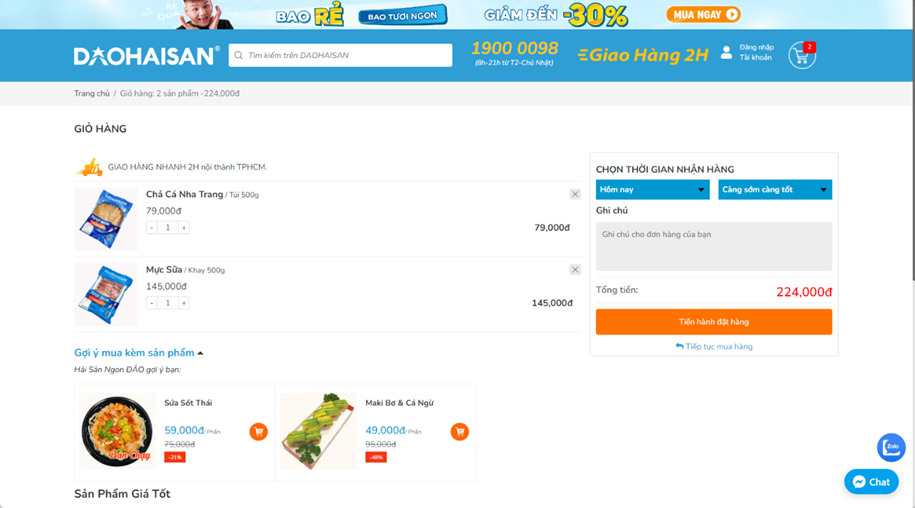 BAO RẺ
BAO TƯƠI NGON
GIẢM ĐẾN -30%
MUA NGAY
DAOHAISAN®
Tìm kiếm trên DAOHAISAN
1900 0098
(8h-21h từ T2-Chủ Nhật)
Giao Hàng 2H
Đăng nhập
Tài khoản
2
Trang chủ / Giỏ hàng: 2 sản phẩm -224,000đ
GIỎ HÀNG
GIAO HÀNG NHANH 2H nội thành TPHCM.
Chả Cá Nha Trang / Túi 500g
79,000đ
- 1 +
79,000đ
Mực Sữa / Khay 500g
145,000đ
- 1 +
145,000đ
CHỌN THỜI GIAN NHẬN HÀNG
Hôm nay
Càng sớm càng tốt
Ghi chú
Ghi chú cho đơn hàng của bạn
Tổng tiền: 224,000đ
Tiến hành đặt hàng
Tiếp tục mua hàng
Gợi ý mua kèm sản phẩm
Hải Sản Ngon ĐẢO gợi ý bạn:
Sứa Sốt Thái
59,000đ/ Phần
75,000đ
-21%
Bán Chạy
Maki Bơ & Cá Ngừ
49,000đ/ Phần
95,000đ
-48%
Sản Phẩm Giá Tốt
Zalo
Chat